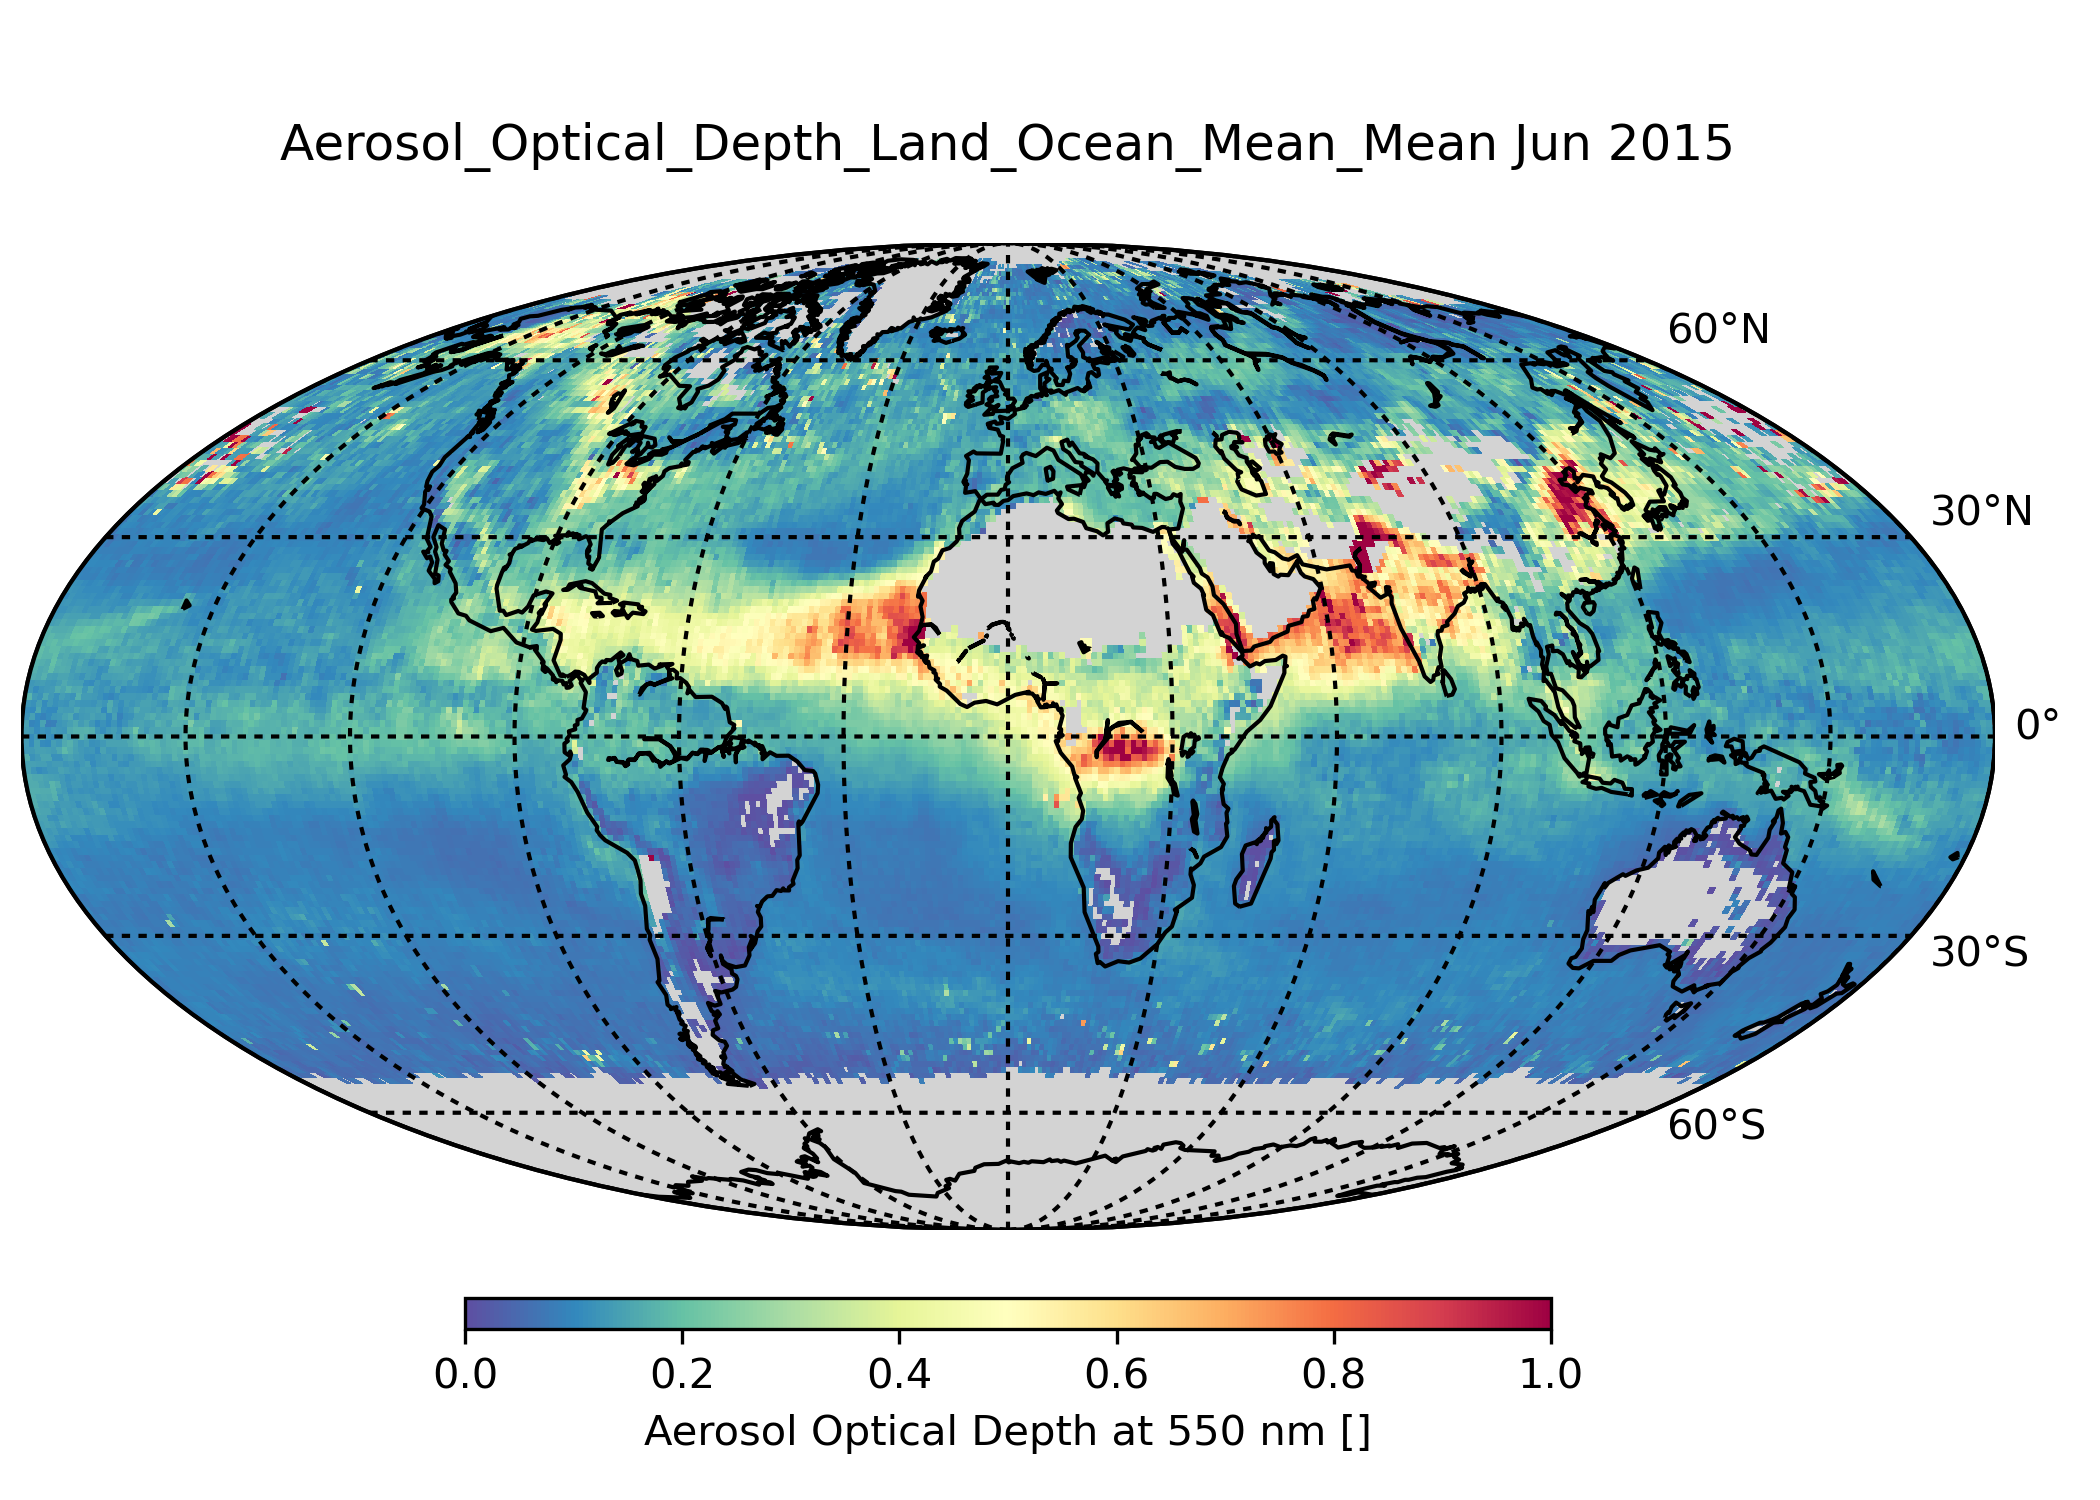 Aerosol_Optical_Depth_Land_Ocean_Mean_Mean Jun 2015
60°N
30°N
0°
30°S
60°S
0.0 0.2 0.4 0.6 0.8 1.0
Aerosol Optical Depth at 550 nm []